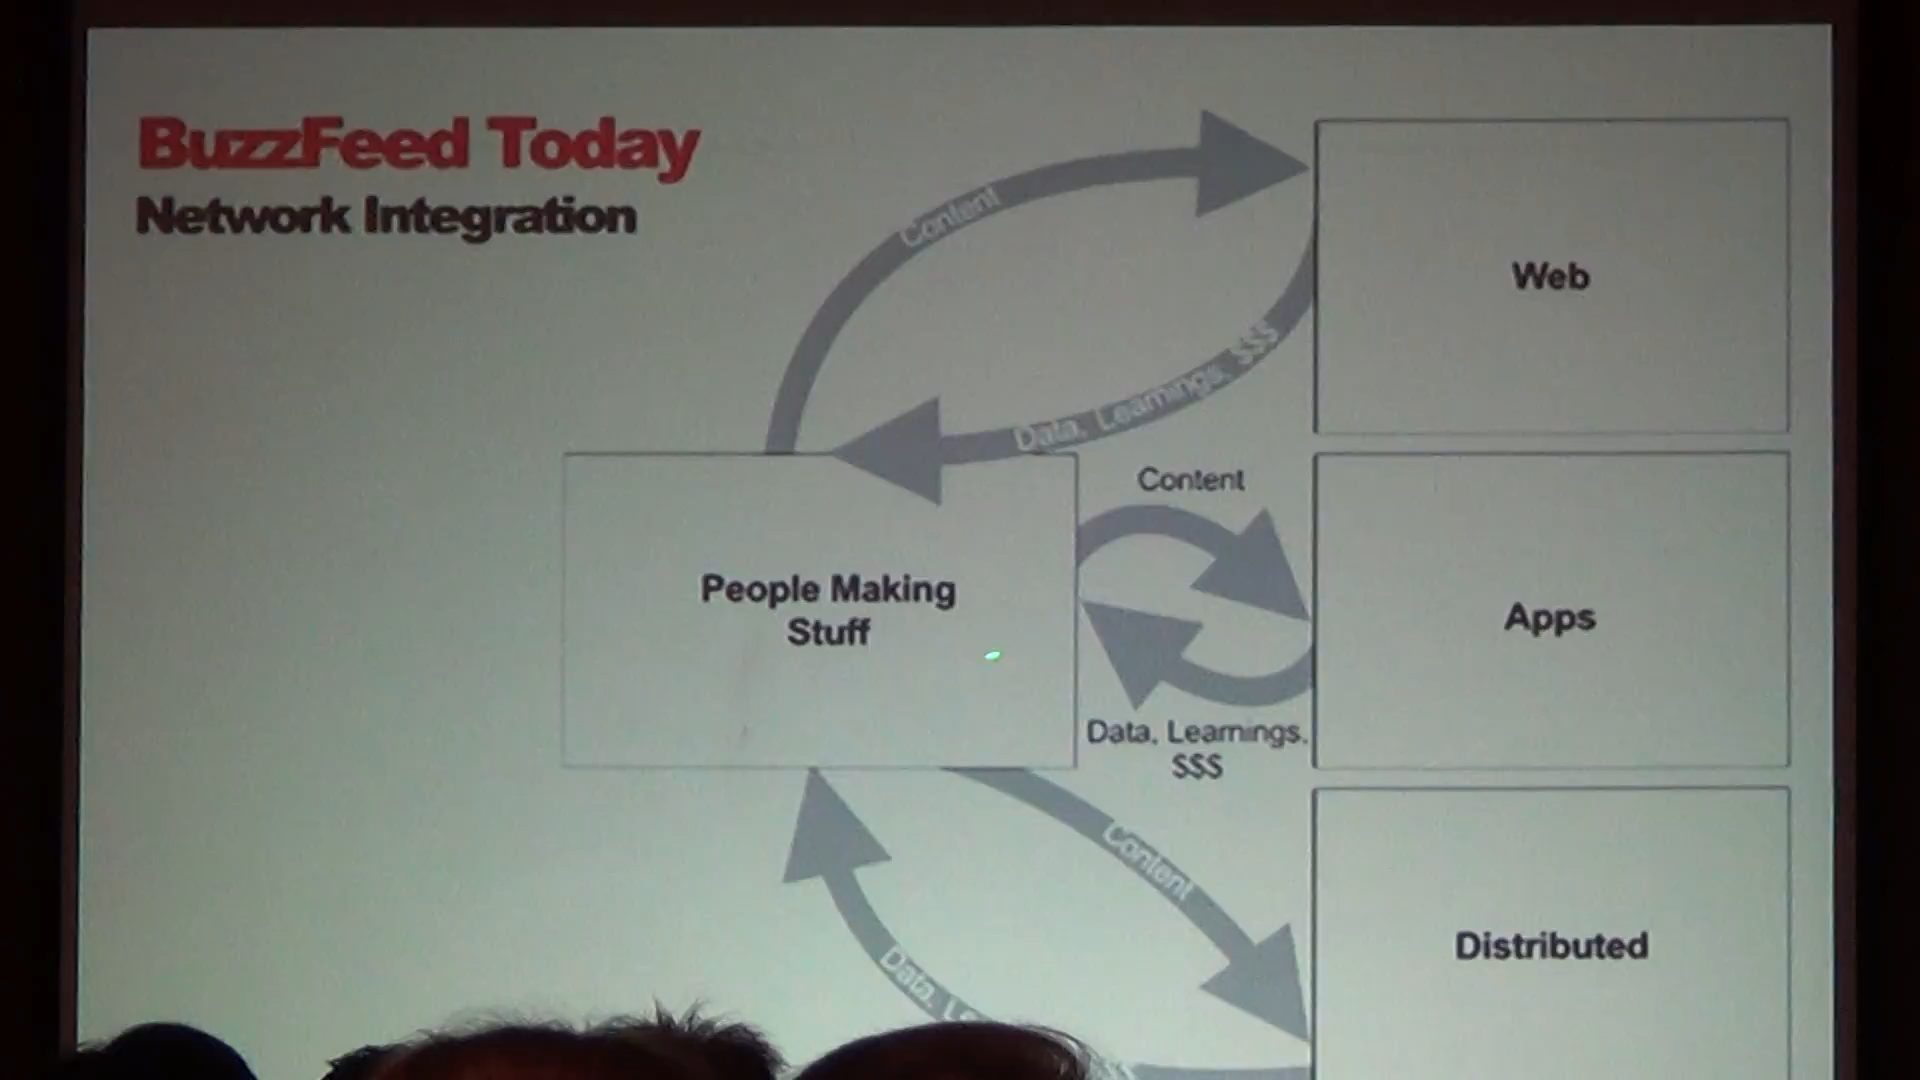 BuzzFeed Today
Network Integration
Content
Web
Data, Learnings, $$$
Content
People Making
Stuff
Apps
Data, Learnings,
$$$
Content
Distributed
Data,